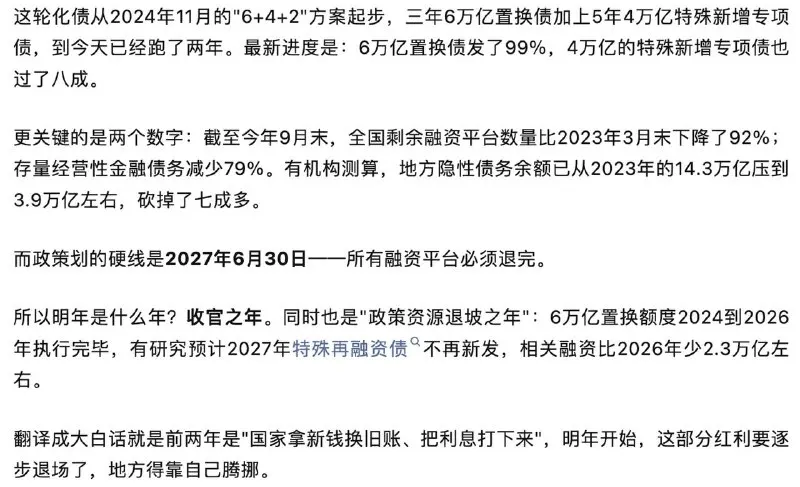 这轮化债从2024年11月的"6+4+2"方案起步，三年6万亿置换债加上5年4万亿特殊新增专项
债，到今天已经跑了两年。最新进度是：6万亿置换债发了99%，4万亿的特殊新增专项债也
过了八成。
更关键的是两个数字：截至今年9月末，全国剩余融资平台数量比2023年3月末下降了92%；
存量经营性金融债务减少79%。有机构测算，地方隐性债务余额已从2023年的14.3万亿压到
3.9万亿左右，砍掉了七成多。
而政策划的硬线是2027年6月30日——所有融资平台必须退完。
所以明年是什么年？收官之年。同时也是"政策资源退坡之年"：6万亿置换额度2024到2026
年执行完毕，有研究预计2027年特殊再融资债不再新发，相关融资比2026年少2.3万亿左
右。
翻译成大白话就是前两年是"国家拿新钱换旧账、把利息打下来"，明年开始，这部分红利要逐
步退场了，地方得靠自己腾挪。